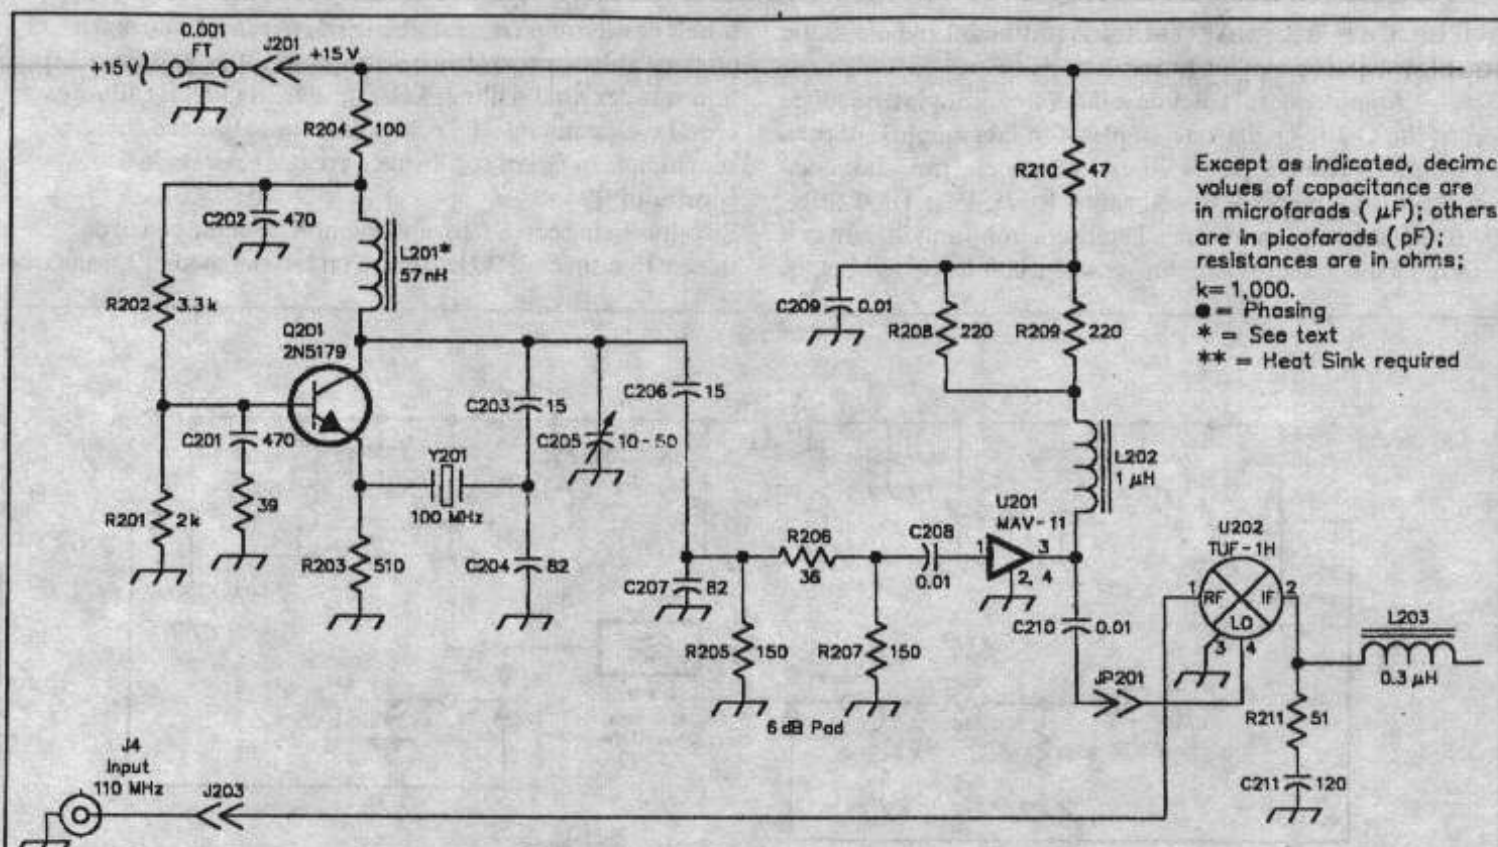 0.001
FT
J201
+15 V
+15 V
R204 100
R210 47
Except as indicated, decimc
values of capacitance are
in microfarads ( µF); others
are in picofarads ( pF);
resistances are in ohms;
k= 1,000.
● = Phasing
* = See text
** = Heat Sink required
C202 470
L201*
57 nH
R202 3.3 k
C209 0.01
R208 220
R209 220
Q201
2N5179
C206 15
C203 15
C201 470
C205 10 - 50
Y201
100 MHz
L202
1 µH
R201 2 k
39
R203 510
C204 82
C207 82
R206
36
C208
0.01
U201
MAV-11
1
3
2, 4
U202
TUF-1H
1
RF
IF
2
LO
3
4
R205 150
R207 150
C210 0.01
6 dB Pad
JP201
L203
0.3 µH
R211 51
C211 120
J4
Input
110 MHz
J203